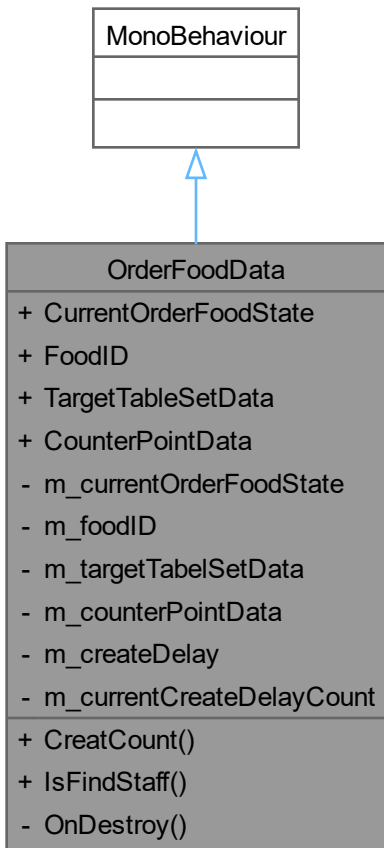 MonoBehaviour
OrderFoodData
+ CurrentOrderFoodState
+ FoodID
+ TargetTableSetData
+ CounterPointData
- m_currentOrderFoodState
- m_foodID
- m_targetTabelSetData
- m_counterPointData
- m_createDelay
- m_currentCreateDelayCount
+ CreatCount()
+ IsFindStaff()
- OnDestroy()